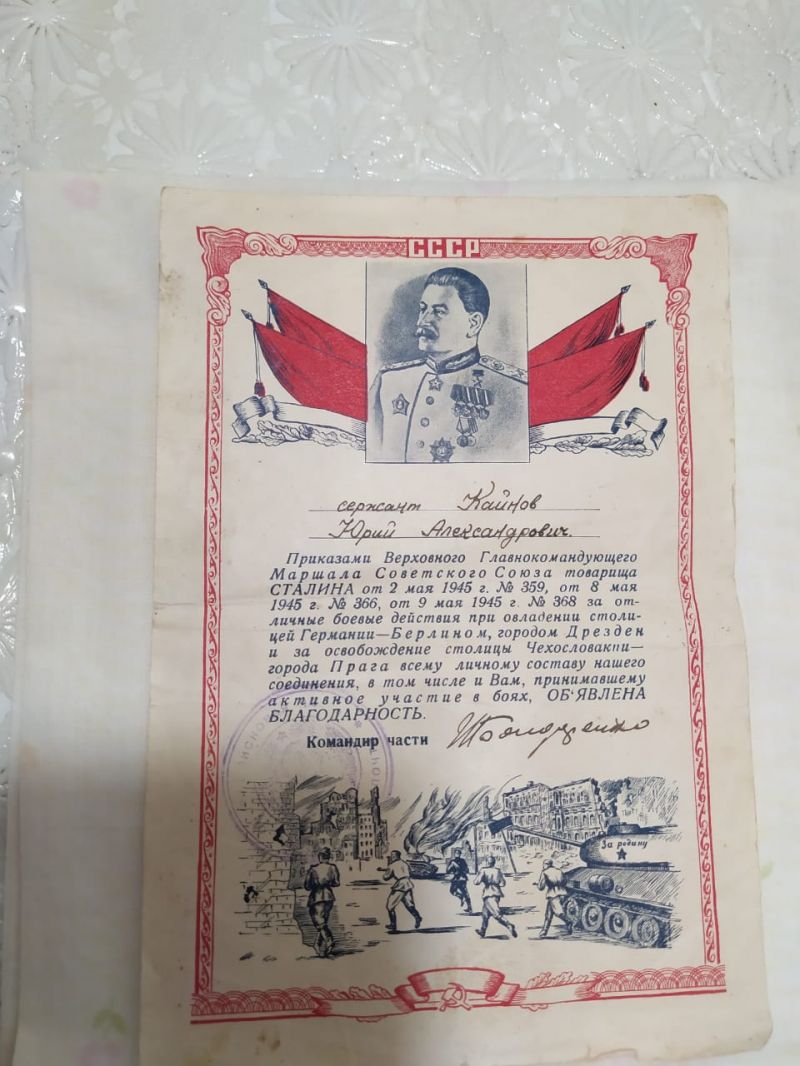 СССР
сержант Кайнов
Юрий Александрович.
Приказами Верховного Главнокомандующего
Маршала Советского Союза товарища
СТАЛИНА от 2 мая 1945 г. № 359, от 8 мая
1945 г. № 366, от 9 мая 1945 г. № 368 за от-
личные боевые действия при овладении столи-
цей Германии—Берлином, городом Дрезден
и за освобождение столицы Чехословакии—
города Прага всему личному составу нашего
соединения, в том числе и Вам, принимавшему
активное участие в боях, ОБ'ЯВЛЕНА
БЛАГОДАРНОСТЬ.
Командир части
За родину